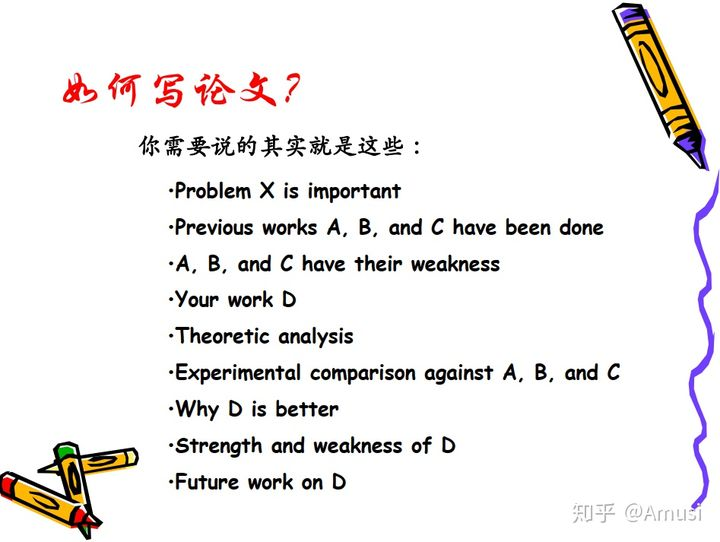 如何写论文?
你需要说的其实就是这些：
•Problem X is important
•Previous works A, B, and C have been done
•A, B, and C have their weakness
•Your work D
•Theoretic analysis
•Experimental comparison against A, B, and C
•Why D is better
•Strength and weakness of D
•Future work on D
知乎 @Amusi